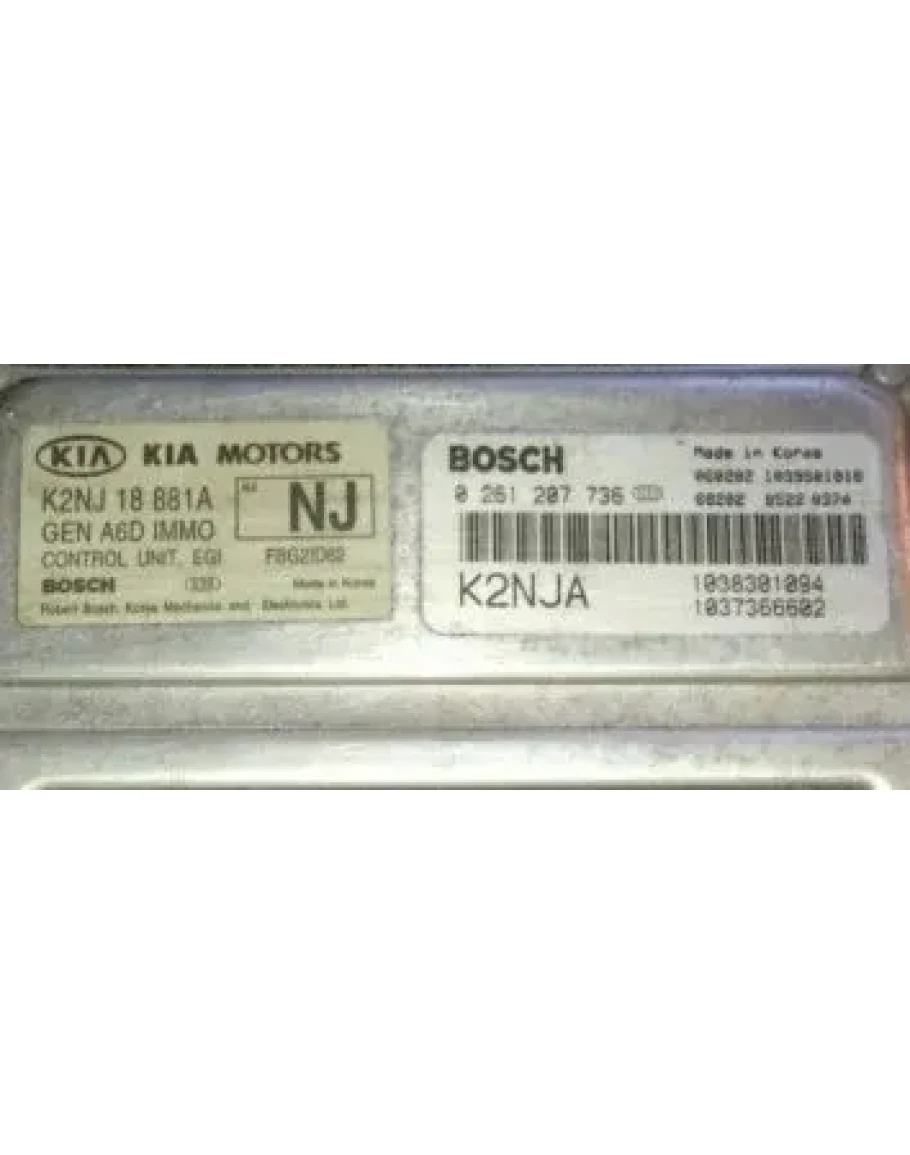 KIA KIA MOTORS
K2NJ 18 881A
NJ
GEN A6D IMMO
CONTROL UNIT, EGI
BOSCH
Made in Korea
Robert Bosch Korea Mechanics and Electronics Ltd.
BOSCH
Made in Korea
0 261 207 736
K2NJA
1038301094
1037366602